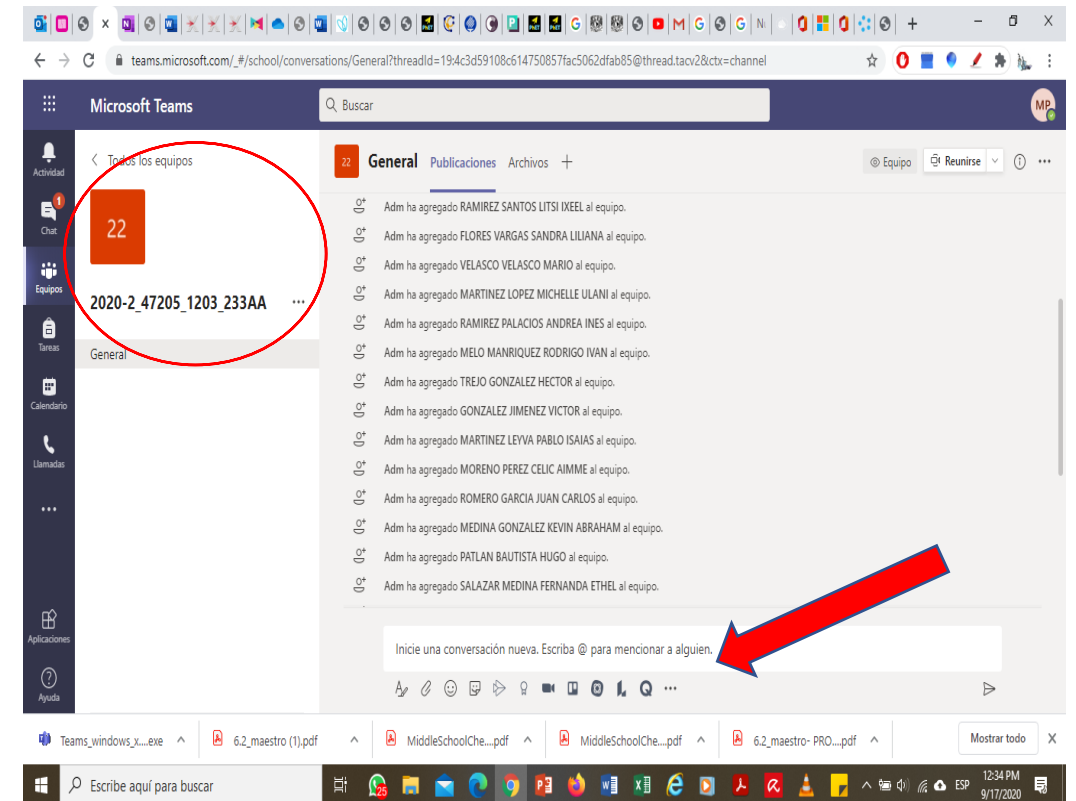 teams.microsoft.com/_#/school/conversations/General?threadId=19:4c3d59108c614750857fac5062dfab85@thread.tacv2&ctx=channel
Microsoft Teams
Buscar
MP
Actividad
Chat
1
Equipos
Tareas
Calendario
Llamadas
Aplicaciones
Ayuda
Todos los equipos
22
2020-2_47205_1203_233AA
General
22 General Publicaciones Archivos
Equipo Reunirse
Adm ha agregado RAMIREZ SANTOS LITSI IXEEL al equipo.
Adm ha agregado FLORES VARGAS SANDRA LILIANA al equipo.
Adm ha agregado VELASCO VELASCO MARIO al equipo.
Adm ha agregado MARTINEZ LOPEZ MICHELLE ULANI al equipo.
Adm ha agregado RAMIREZ PALACIOS ANDREA INES al equipo.
Adm ha agregado MELO MANRIQUEZ RODRIGO IVAN al equipo.
Adm ha agregado TREJO GONZALEZ HECTOR al equipo.
Adm ha agregado GONZALEZ JIMENEZ VICTOR al equipo.
Adm ha agregado MARTINEZ LEYVA PABLO ISAIAS al equipo.
Adm ha agregado MORENO PEREZ CELIC AIMME al equipo.
Adm ha agregado ROMERO GARCIA JUAN CARLOS al equipo.
Adm ha agregado MEDINA GONZALEZ KEVIN ABRAHAM al equipo.
Adm ha agregado PATLAN BAUTISTA HUGO al equipo.
Adm ha agregado SALAZAR MEDINA FERNANDA ETHEL al equipo.
Inicie una conversación nueva. Escriba @ para mencionar a alguien.
Teams_windows_x....exe
6.2_maestro (1).pdf
MiddleSchoolChe....pdf
MiddleSchoolChe....pdf
6.2_maestro- PRO....pdf
Mostrar todo
Escribe aquí para buscar
25
ESP
12:34 PM
9/17/2020